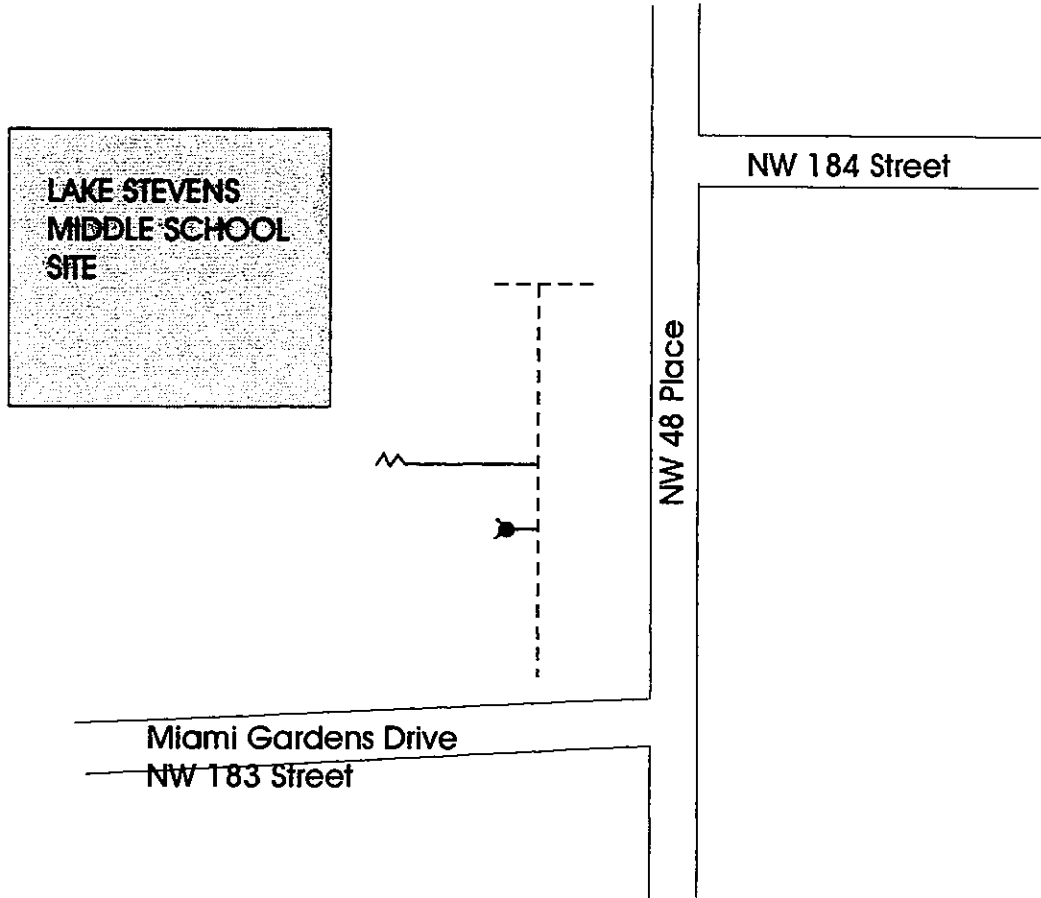 LAKE STEVENS
MIDDLE SCHOOL
SITE
NW 184 Street
NW 48 Place
Miami Gardens Drive
NW 183 Street